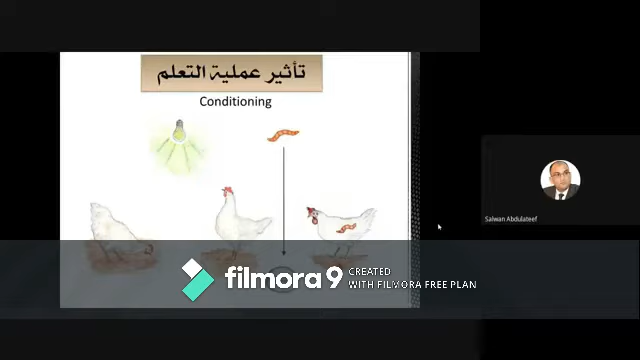 تأثير عملية التعلم
Conditioning
Salwan Abdulateef
filmora 9
CREATED
WITH FILMORA FREE PLAN